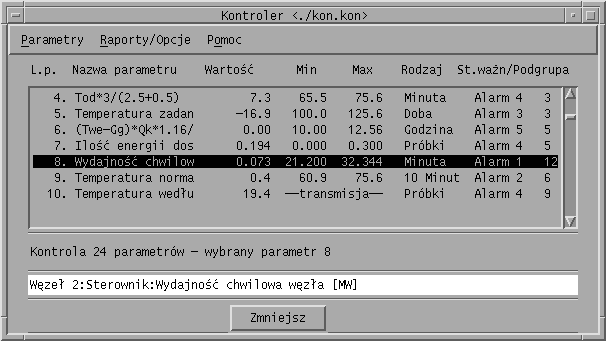 Kontroler <./kon.kon>
Parametry Raporty/Opcje Pomoc
L.p. Nazwa parametru Wartość Min Max Rodzaj St.ważn/Podgrupa
4. Tod*3/(2.5+0.5) 7.3 65.5 75.6 Minuta Alarm 4 3
5. Temperatura zadan −16.9 100.0 125.6 Doba Alarm 3 3
6. (Twe−Gg)*Qk*1.16/ 0.00 10.00 12.56 Godzina Alarm 5 5
7. Ilość energii dos 0.194 0.000 0.300 Próbki Alarm 4 5
8. Wydajność chwilow 0.073 21.200 32.344 Minuta Alarm 1 12
9. Temperatura norma 0.4 60.9 75.6 10 Minut Alarm 2 6
10. Temperatura wedłu 19.4 −−transmisja−− Próbki Alarm 4 9
Kontrola 24 parametrów − wybrany parametr 8
Węzeł 2:Sterownik:Wydajność chwilowa węzła [MW]
Zmniejsz